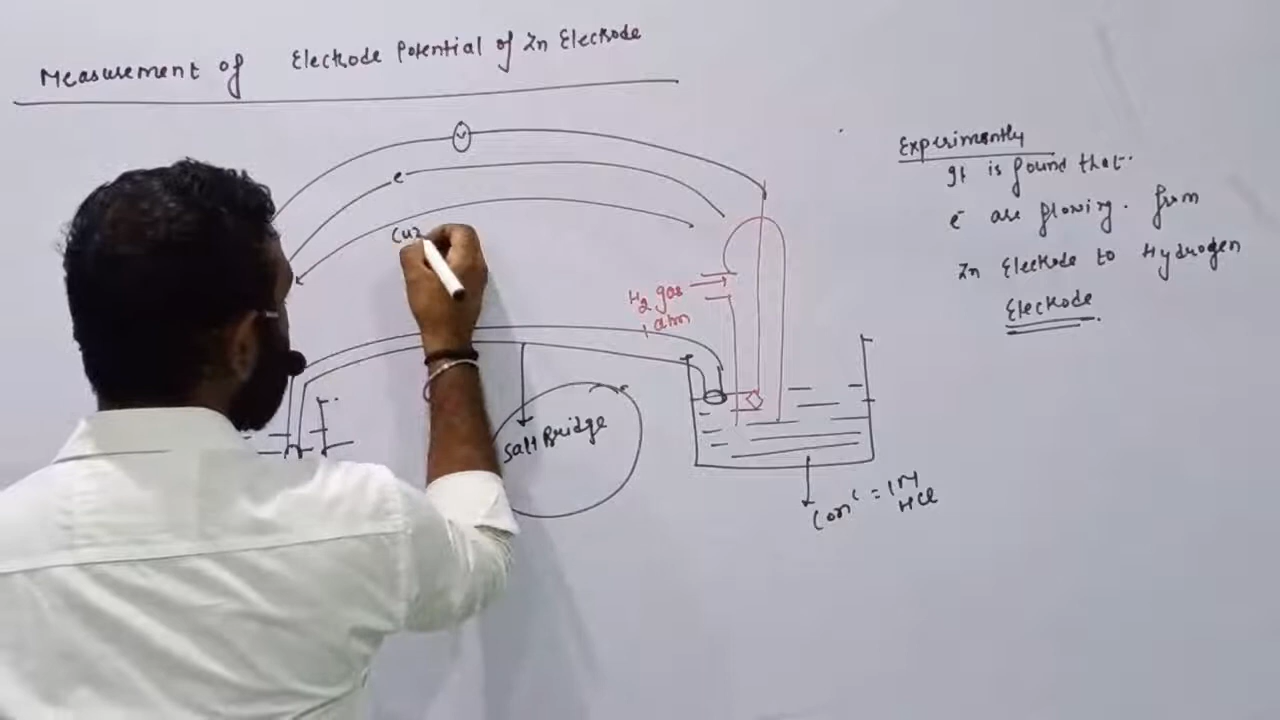 Measurement of Electrode Potential of Zn Electrode
v
e
Cur
H2 gas
1 atm
Salt Bridge
Conc = 1M
HCl
Experimently
It is found that.
e are flowing. from
Zn Electrode to Hydrogen
Electrode.